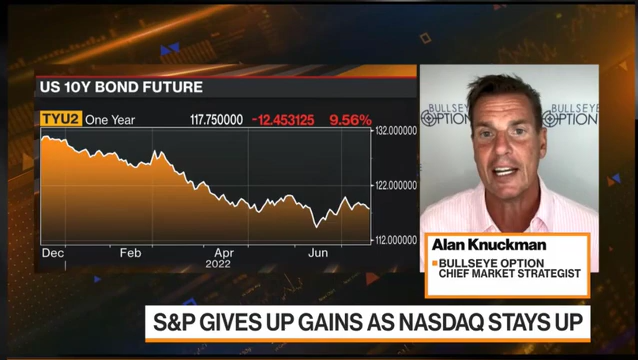 US 10Y BOND FUTURE
TYU2 One Year 117.750000 -12.453125 9.56%
132.000000
122.000000
112.000000
Dec Feb Apr Jun
2022
BULLSEYE
OPTION
BULLSEYE
OPTION
Alan Knuckman
BULLSEYE OPTION
CHIEF MARKET STRATEGIST
S&P GIVES UP GAINS AS NASDAQ STAYS UP